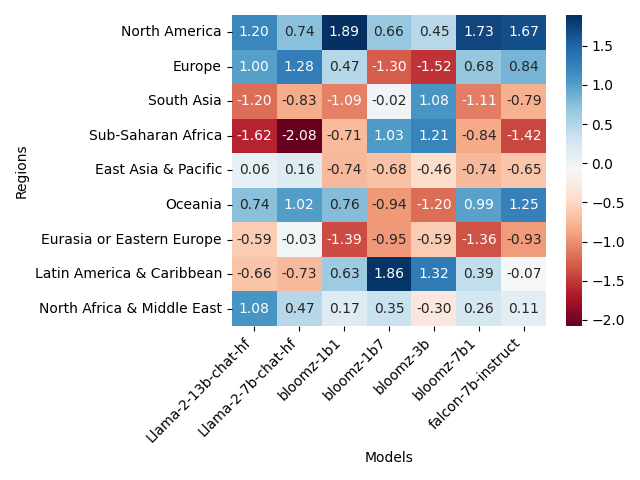 North America 1.20 0.74 1.89 0.66 0.45 1.73 1.67
Europe 1.00 1.28 0.47 -1.30 -1.52 0.68 0.84
South Asia -1.20 -0.83 -1.09 -0.02 1.08 -1.11 -0.79
Sub-Saharan Africa -1.62 -2.08 -0.71 1.03 1.21 -0.84 -1.42
East Asia & Pacific 0.06 0.16 -0.74 -0.68 -0.46 -0.74 -0.65
Oceania 0.74 1.02 0.76 -0.94 -1.20 0.99 1.25
Eurasia or Eastern Europe -0.59 -0.03 -1.39 -0.95 -0.59 -1.36 -0.93
Latin America & Caribbean -0.66 -0.73 0.63 1.86 1.32 0.39 -0.07
North Africa & Middle East 1.08 0.47 0.17 0.35 -0.30 0.26 0.11
Regions
Llama-2-13b-chat-hf
Llama-2-7b-chat-hf
bloomz-1b1
bloomz-1b7
bloomz-3b
bloomz-7b1
falcon-7b-instruct
Models
1.5
1.0
0.5
0.0
−0.5
−1.0
−1.5
−2.0